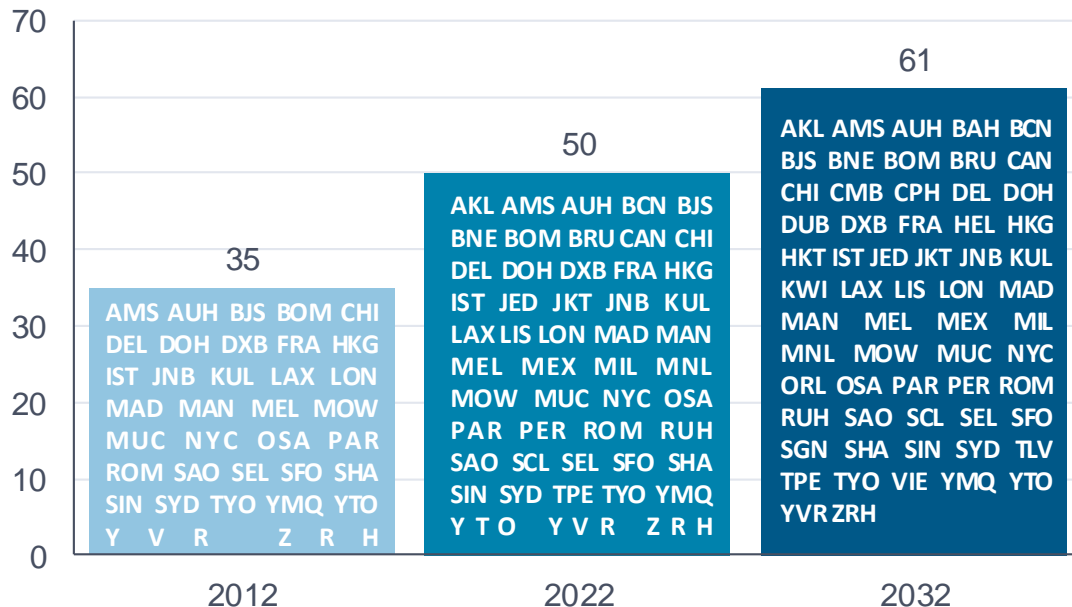 70
60
50
40
30
20
10
0
35
AMS AUH BJS BOM CHI
DEL DOH DXB FRA HKG
IST JNB KUL LAX LON
MAD MAN MEL MOW
MUC NYC OSA PAR
ROM SAO SEL SFO SHA
SIN SYD TYO YMQ YTO
Y V R Z R H
2012
50
AKL AMS AUH BCN BJS
BNE BOM BRU CAN CHI
DEL DOH DXB FRA HKG
IST JED JKT JNB KUL
LAX LIS LON MAD MAN
MEL MEX MIL MNL
MOW MUC NYC OSA
PAR PER ROM RUH
SAO SCL SEL SFO SHA
SIN SYD TPE TYO YMQ
Y T O Y V R Z R H
2022
61
AKL AMS AUH BAH BCN
BJS BNE BOM BRU CAN
CHI CMB CPH DEL DOH
DUB DXB FRA HEL HKG
HKT IST JED JKT JNB KUL
KWI LAX LIS LON MAD
MAN MEL MEX MIL
MNL MOW MUC NYC
ORL OSA PAR PER ROM
RUH SAO SCL SEL SFO
SGN SHA SIN SYD TLV
TPE TYO VIE YMQ YTO
YVR ZRH
2032